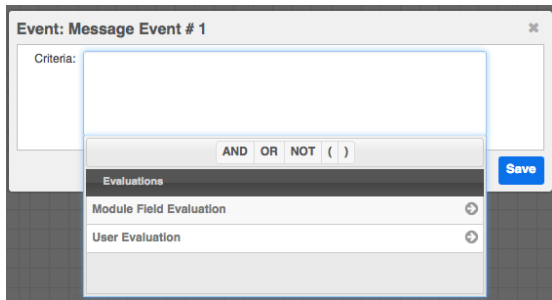 Event: Message Event # 1
Criteria:
AND OR NOT ( )
Save
Evaluations
Module Field Evaluation
User Evaluation